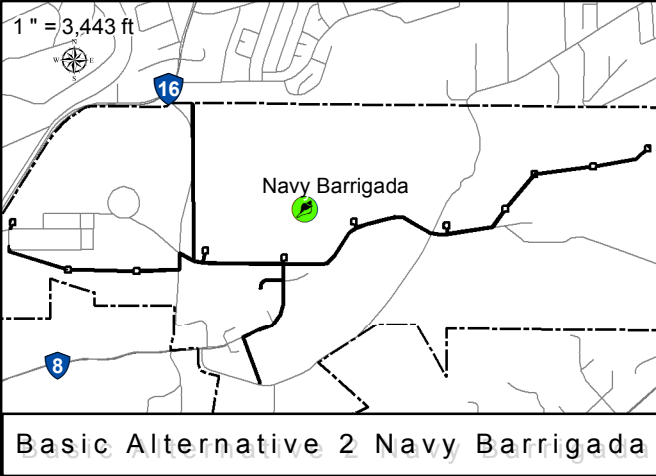 1 " = 3,443 ft
N
W E
S
16
Navy Barrigada
8
Basic Alternative 2 Navy Barrigada